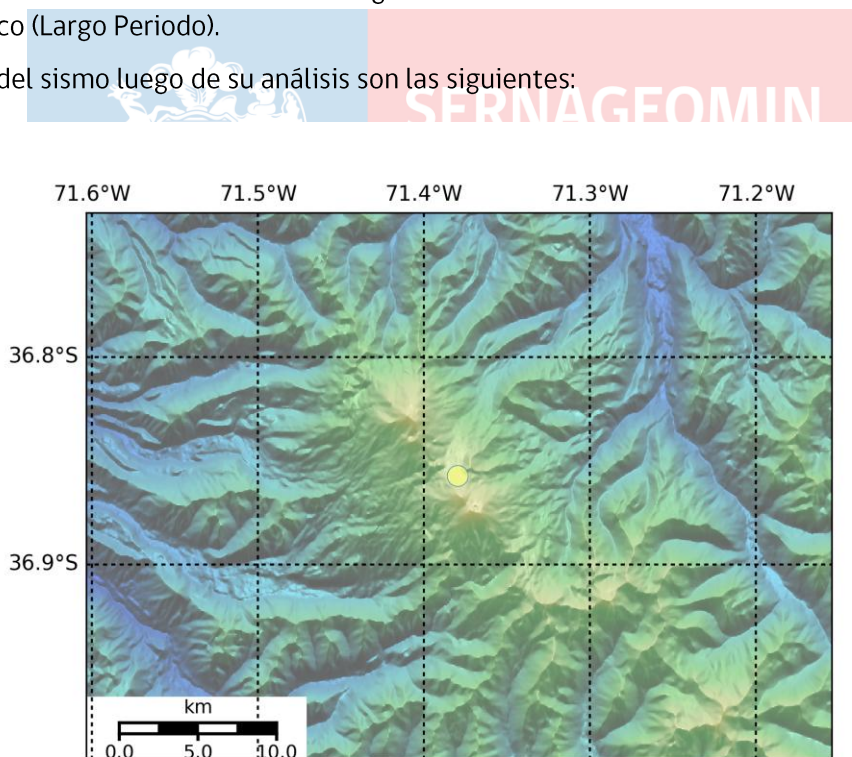 co (Largo Periodo).
del sismo luego de su análisis son las siguientes:
SERNAGEOMIN
71.6°W 71.5°W 71.4°W 71.3°W 71.2°W
36.8°S
36.9°S
km
0.0 5.0 10.0